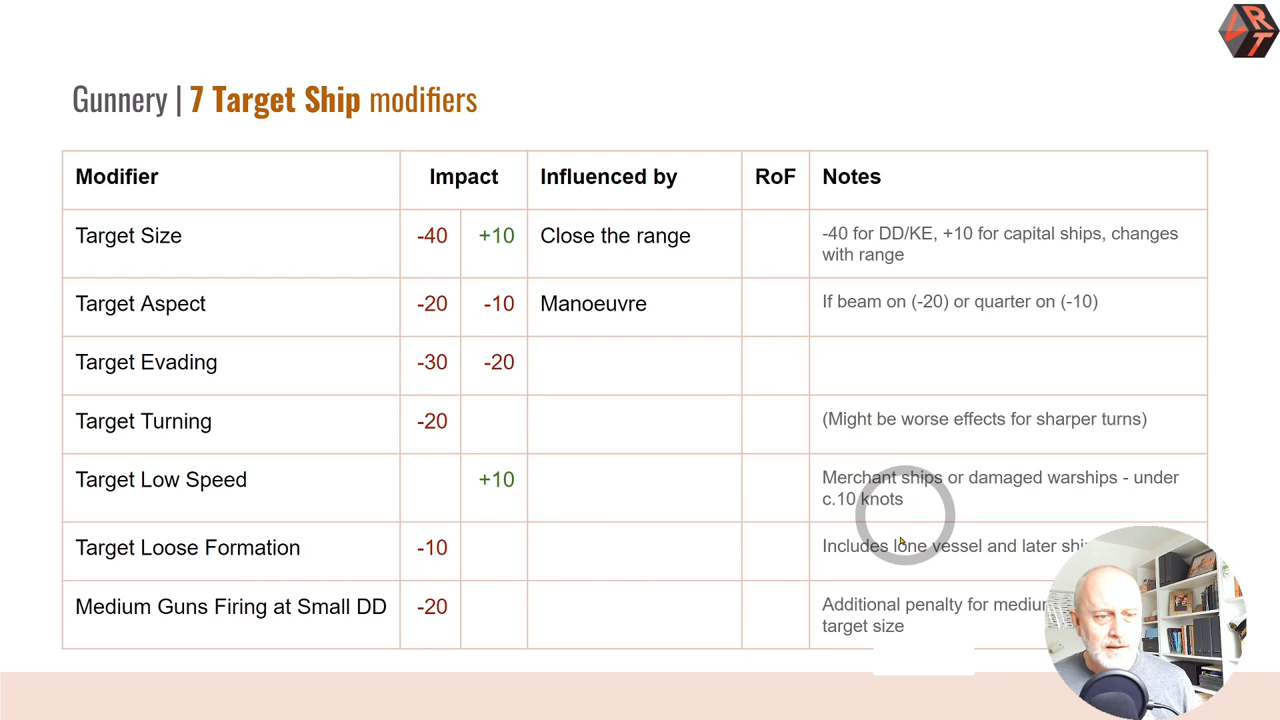 VRT
Gunnery | 7 Target Ship modifiers
Modifier Impact Influenced by RoF Notes
Target Size -40 +10 Close the range -40 for DD/KE, +10 for capital ships, changes
with range
Target Aspect -20 -10 Manoeuvre If beam on (-20) or quarter on (-10)
Target Evading -30 -20
Target Turning -20 (Might be worse effects for sharper turns)
Target Low Speed +10 Merchant ships or damaged warships - under
c.10 knots
Target Loose Formation -10 Includes lone vessel and later
Medium Guns Firing at Small DD -20 Additional penalty for
target size